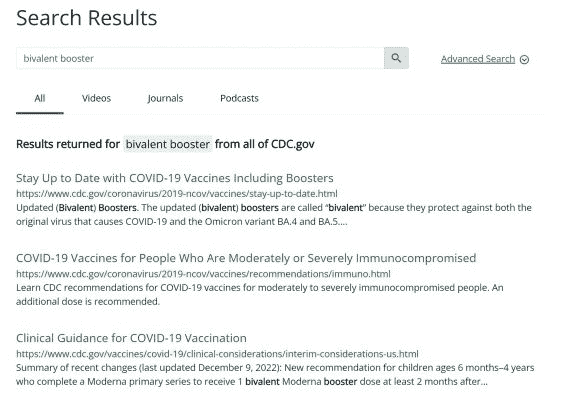 Search Results
bivalent booster
Advanced Search
All Videos Journals Podcasts
Results returned for bivalent booster from all of CDC.gov
Stay Up to Date with COVID-19 Vaccines Including Boosters
https://www.cdc.gov/coronavirus/2019-ncov/vaccines/stay-up-to-date.html
Updated (Bivalent) Boosters. The updated (bivalent) boosters are called "bivalent" because they protect against both the
original virus that causes COVID-19 and the Omicron variant BA.4 and BA.5....
COVID-19 Vaccines for People Who Are Moderately or Severely Immunocompromised
https://www.cdc.gov/coronavirus/2019-ncov/vaccines/recommendations/immuno.html
Learn CDC recommendations for COVID-19 vaccines for moderately to severely immunocompromised people. An
additional dose is recommended.
Clinical Guidance for COVID-19 Vaccination
https://www.cdc.gov/vaccines/covid-19/clinical-considerations/interim-considerations-us.html
Summary of recent changes (last updated December 9, 2022): New recommendation for children ages 6 months–4 years
who complete a Moderna primary series to receive 1 bivalent Moderna booster dose at least 2 months after...